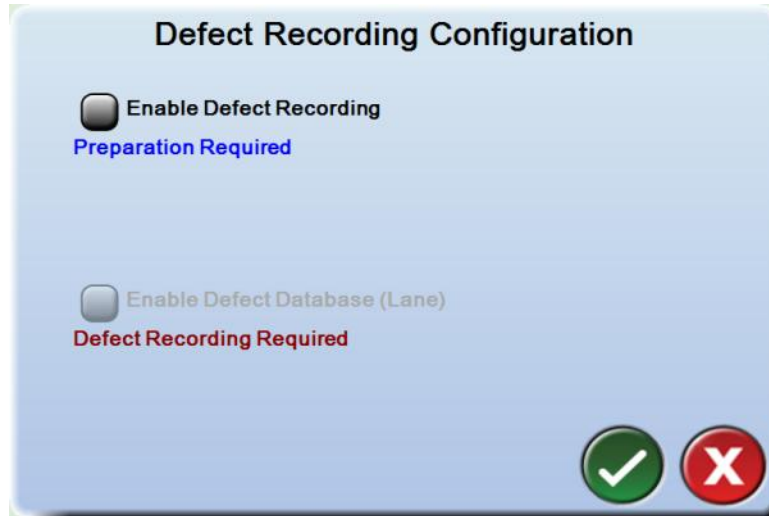 Defect Recording Configuration
Enable Defect Recording
Preparation Required
Enable Defect Database (Lane)
Defect Recording Required